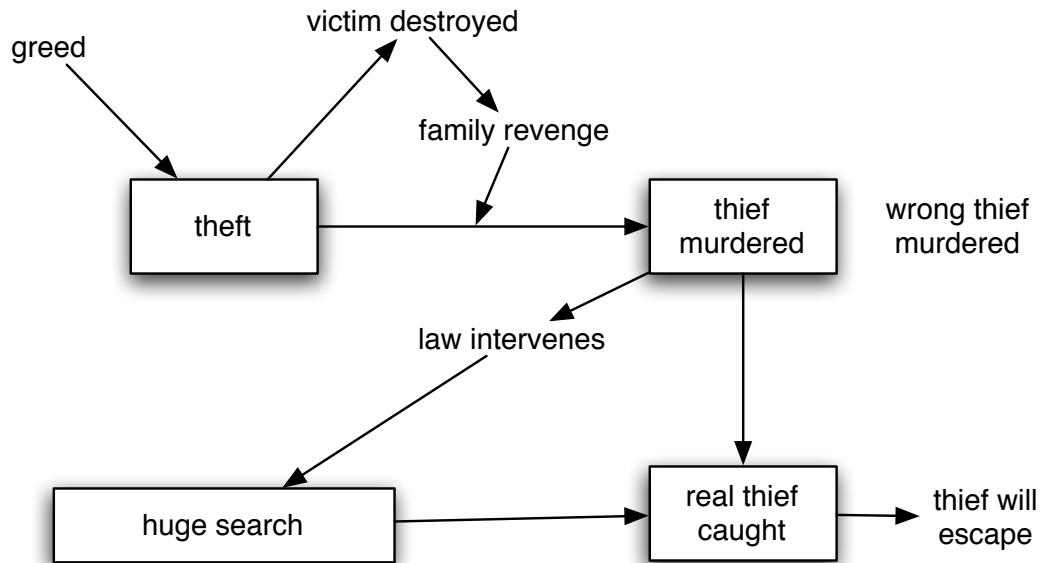 victim destroyed
greed
family revenge
theft
thief
murdered
wrong thief
murdered
law intervenes
huge search
real thief
caught
thief will
escape